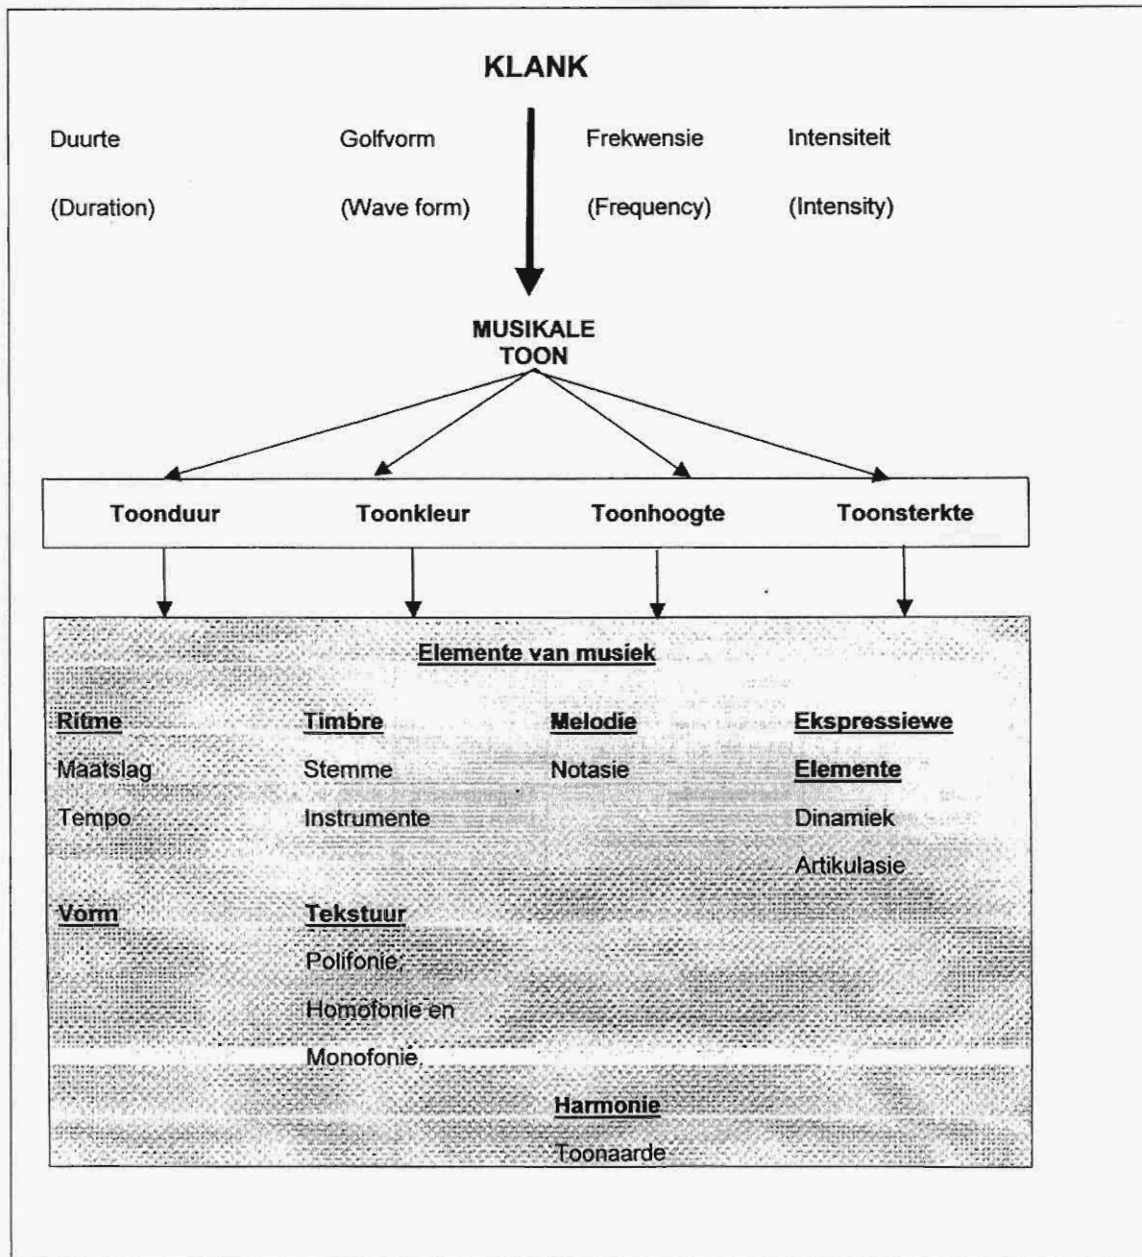 KLANK
Duurte Golfvorm Frekwensie Intensiteit
(Duration) (Wave form) (Frequency) (Intensity)
MUSIKALE
TOON
Toonduur Toonkleur Toonhoogte Toonsterkte
Elemente van musiek
Ritme Timbre Melodie Ekspressiewe
Maatslag Stemme Notasie Elemente
Tempo Instrumente Dinamiek
Artikulasie
Vorm Tekstuur
Polifonie,
Homofonie en
Monofonie.
Harmonie
Toonaarde